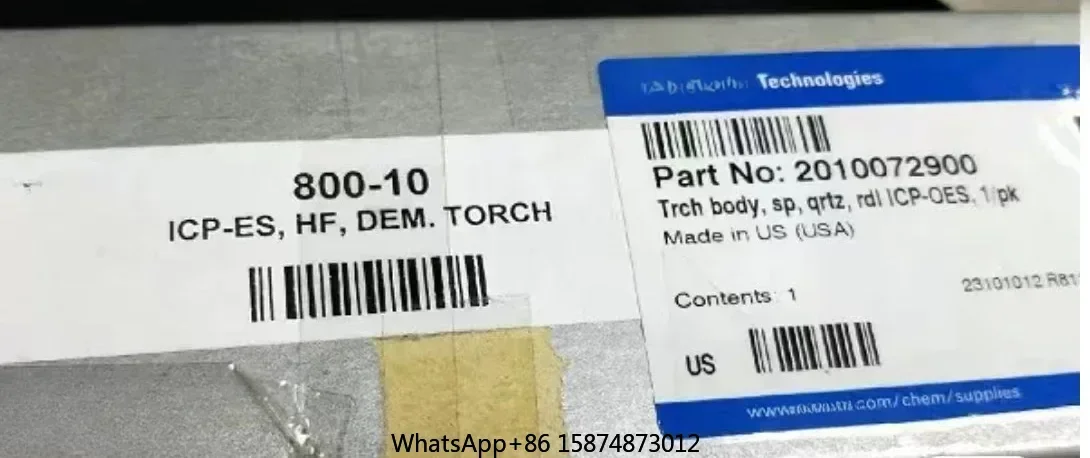 800-10
ICP-ES, HF, DEM. TORCH
Technologies
Part No: 2010072900
Trch body, sp, qrtz, rdl ICP-OES, 1/pk
Made in US (USA)
Contents: 1
23101012 R81
US
.com/chem/supplies
WhatsApp+86 15874873012